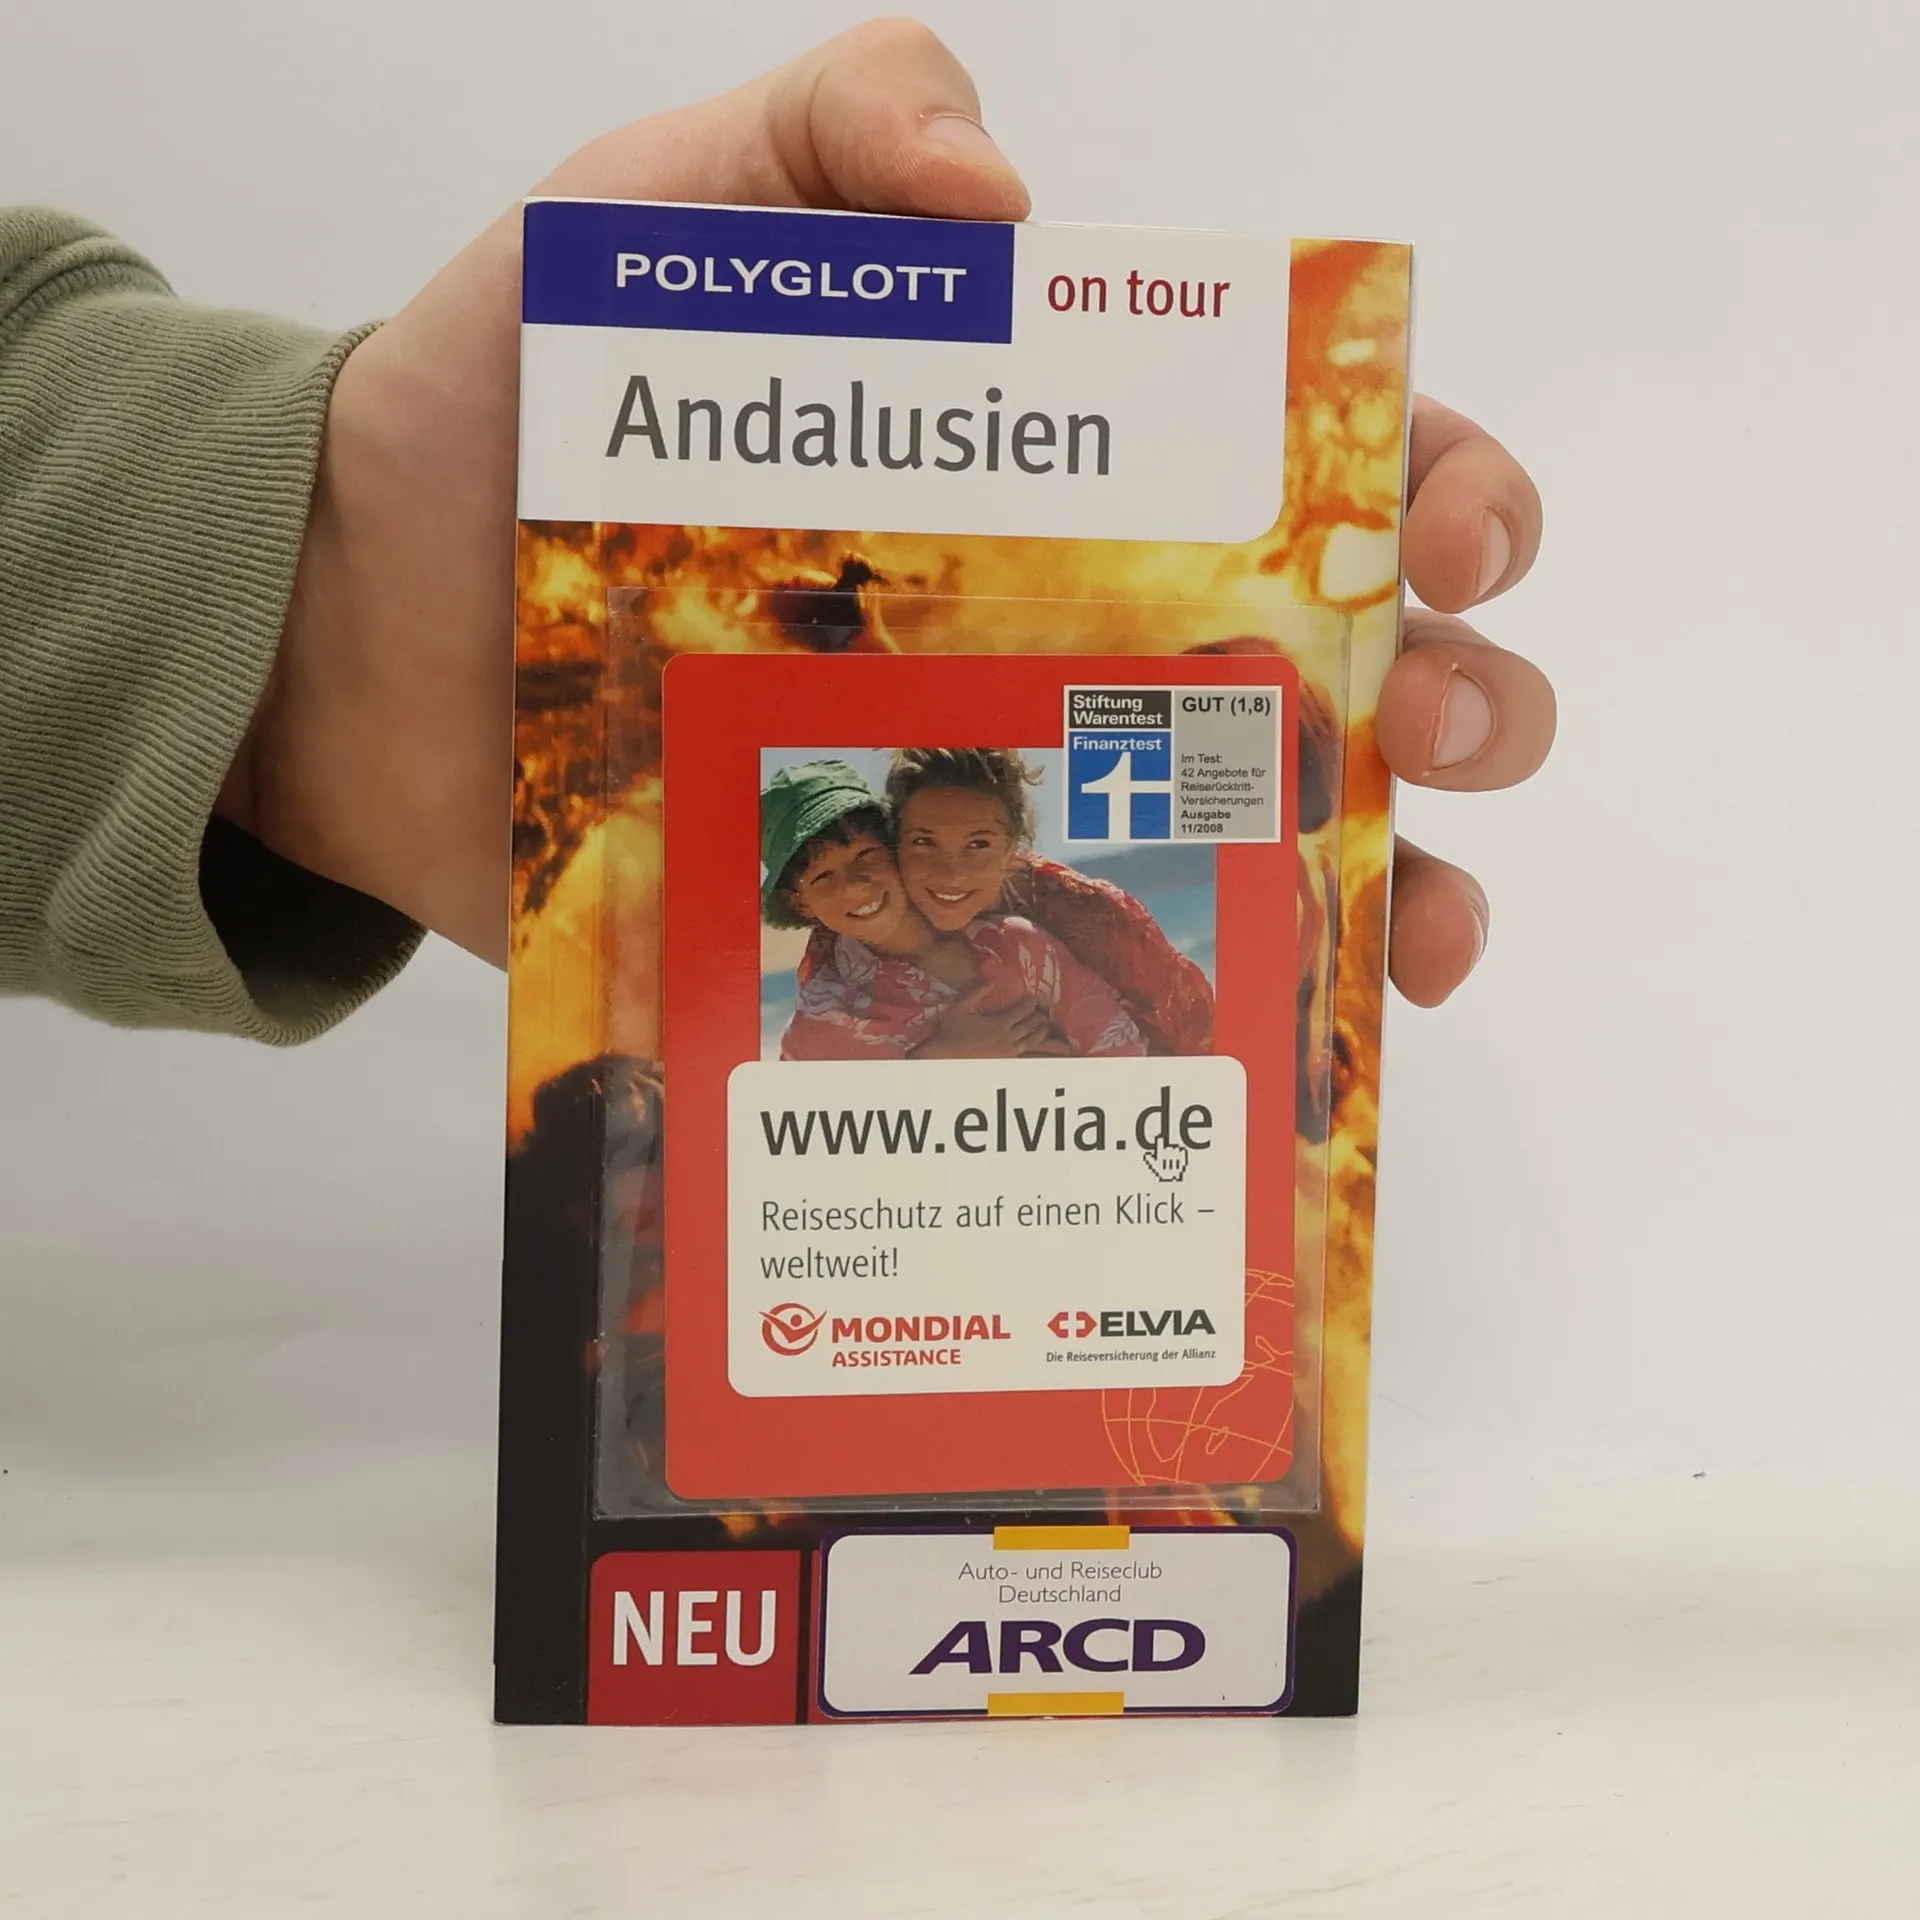 POLYGLOTT on tour
Andalusien
Stiftung
Warentest
GUT (1,8)
Finanztest
Im Test:
42 Angebote für
Reiserücktritt-
Versicherungen
Ausgabe
11/2008
www.elvia.de
Reiseschutz auf einen Klick –
weltweit!
MONDIAL
ASSISTANCE
ELVIA
Die Reiseversicherung der Allianz
NEU
Auto- und Reiseclub
Deutschland
ARCD